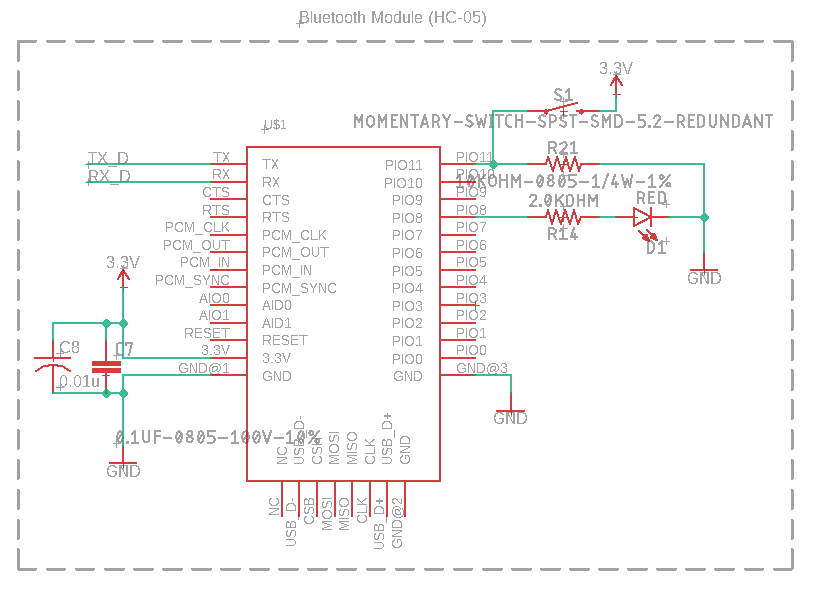 Bluetooth Module (HC-05)
3.3V
S1
MOMENTARY-SWITCH-SPST-SMD-5.2-REDUNDANT
U$1
R21
10KOHM-0805-1/4W-1%
2.0KOHM
RED
R14
D1
GND
TX_D
RX_D
TX
RX
CTS
RTS
PCM_CLK
PCM_OUT
PCM_IN
PCM_SYNC
AIO0
AIO1
RESET
3.3V
GND@1
TX
RX
CTS
RTS
PCM_CLK
PCM_OUT
PCM_IN
PCM_SYNC
AIO0
AIO1
RESET
3.3V
GND
PIO11
PIO10
PIO9
PIO8
PIO7
PIO6
PIO5
PIO4
PIO3
PIO2
PIO1
PIO0
GND
PIO11
PIO10
PIO9
PIO8
PIO7
PIO6
PIO5
PIO4
PIO3
PIO2
PIO1
PIO0
GND@3
GND
3.3V
C8
C7
0.01u
0.1UF-0805-100V-10%
GND
NC
USB_D-
CSB
MOSI
MISO
CLK
USB_D+
GND
NC
USB_D-
CSB
MOSI
MISO
CLK
USB_D+
GND@2